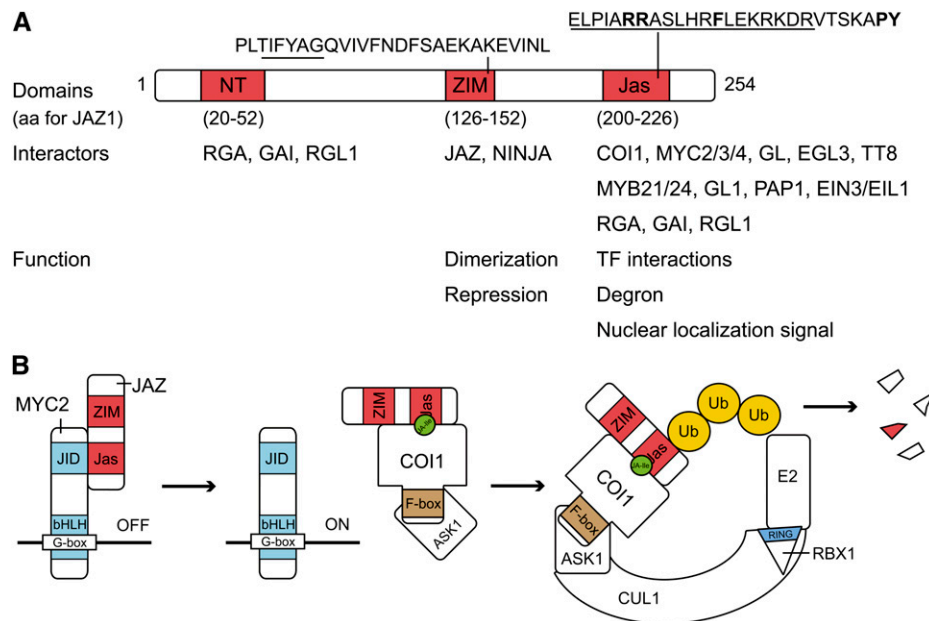 A
ELPIARRASLHRFLEKRKDRVTSKAPY
PLTIFYAGQVIVFNDFSAEKAKEVINL
Domains 1 NT ZIM Jas 254
(aa for JAZ1) (20-52) (126-152) (200-226)
Interactors RGA, GAI, RGL1 JAZ, NINJA COI1, MYC2/3/4, GL, EGL3, TT8
MYB21/24, GL1, PAP1, EIN3/EIL1
RGA, GAI, RGL1
Function Dimerization TF interactions
Repression Degron
Nuclear localization signal
B
JAZ
MYC2
ZIM
JID Jas
bHLH
G-box
OFF
JID
bHLH
G-box
ON
ZIM Jas
JA-Ile
COI1
F-box
ASK1
Ub Ub Ub
ZIM
Jas
JA-Ile
COI1
F-box
ASK1
E2
RING
RBX1
CUL1